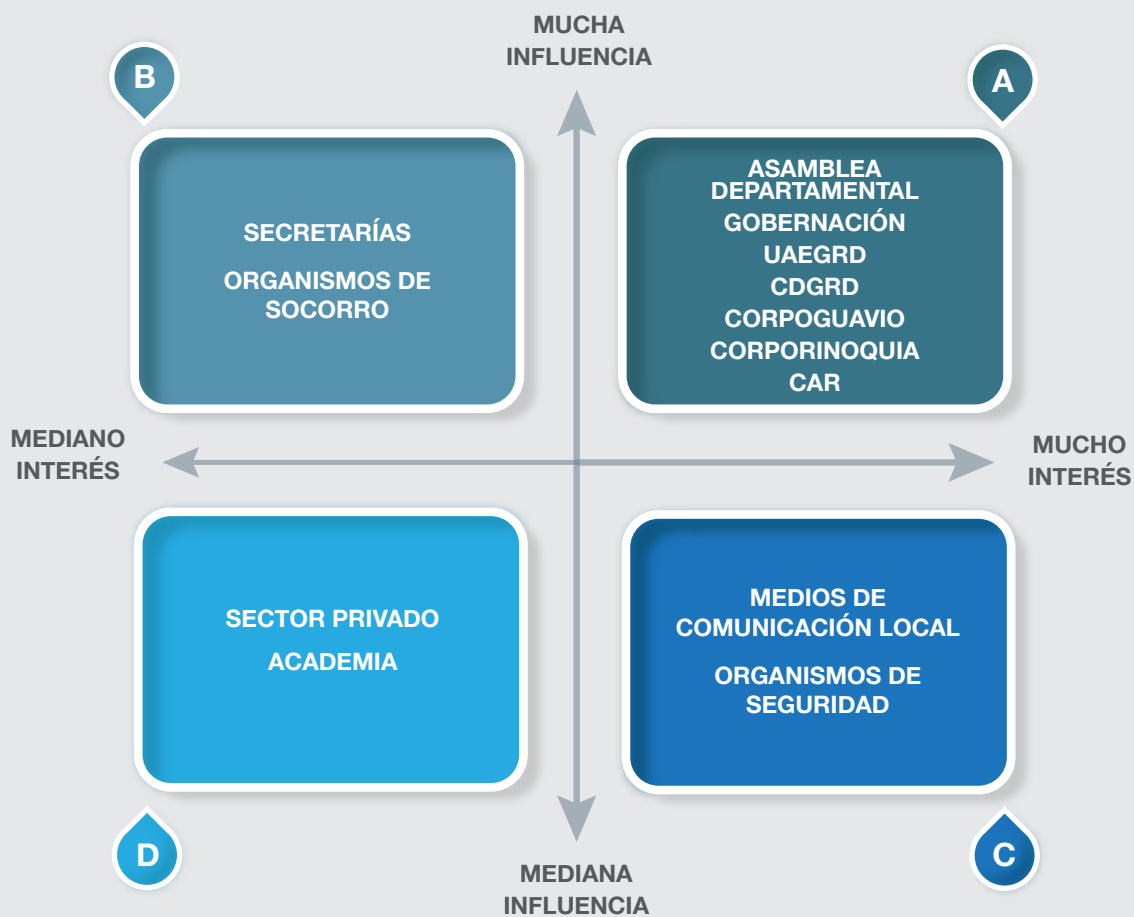 MUCHA
INFLUENCIA
B
A
SECRETARÍAS
ORGANISMOS DE
SOCORRO
ASAMBLEA
DEPARTAMENTAL
GOBERNACIÓN
UAEGRD
CDGRD
CORPOGUAVIO
CORPORINOQUIA
CAR
MEDIANO
INTERÉS
MUCHO
INTERÉS
SECTOR PRIVADO
ACADEMIA
MEDIOS DE
COMUNICACIÓN LOCAL
ORGANISMOS DE
SEGURIDAD
D
C
MEDIANA
INFLUENCIA